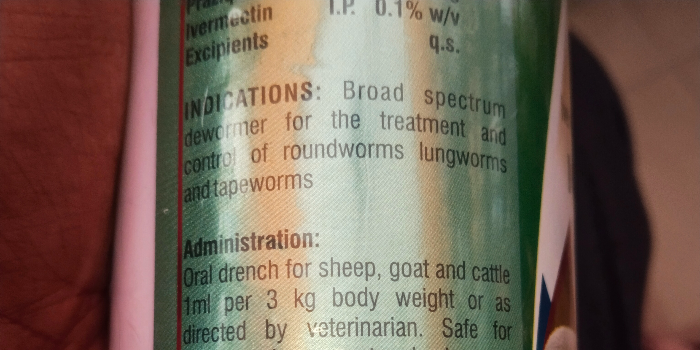 Ivermectin I.P. 0.1% w/v
Excipients q.s.
INDICATIONS: Broad spectrum
dewormer for the treatment and
control of roundworms lungworms
and tapeworms
Administration:
Oral drench for sheep, goat and cattle
1ml per 3 kg body weight or as
directed by veterinarian. Safe for